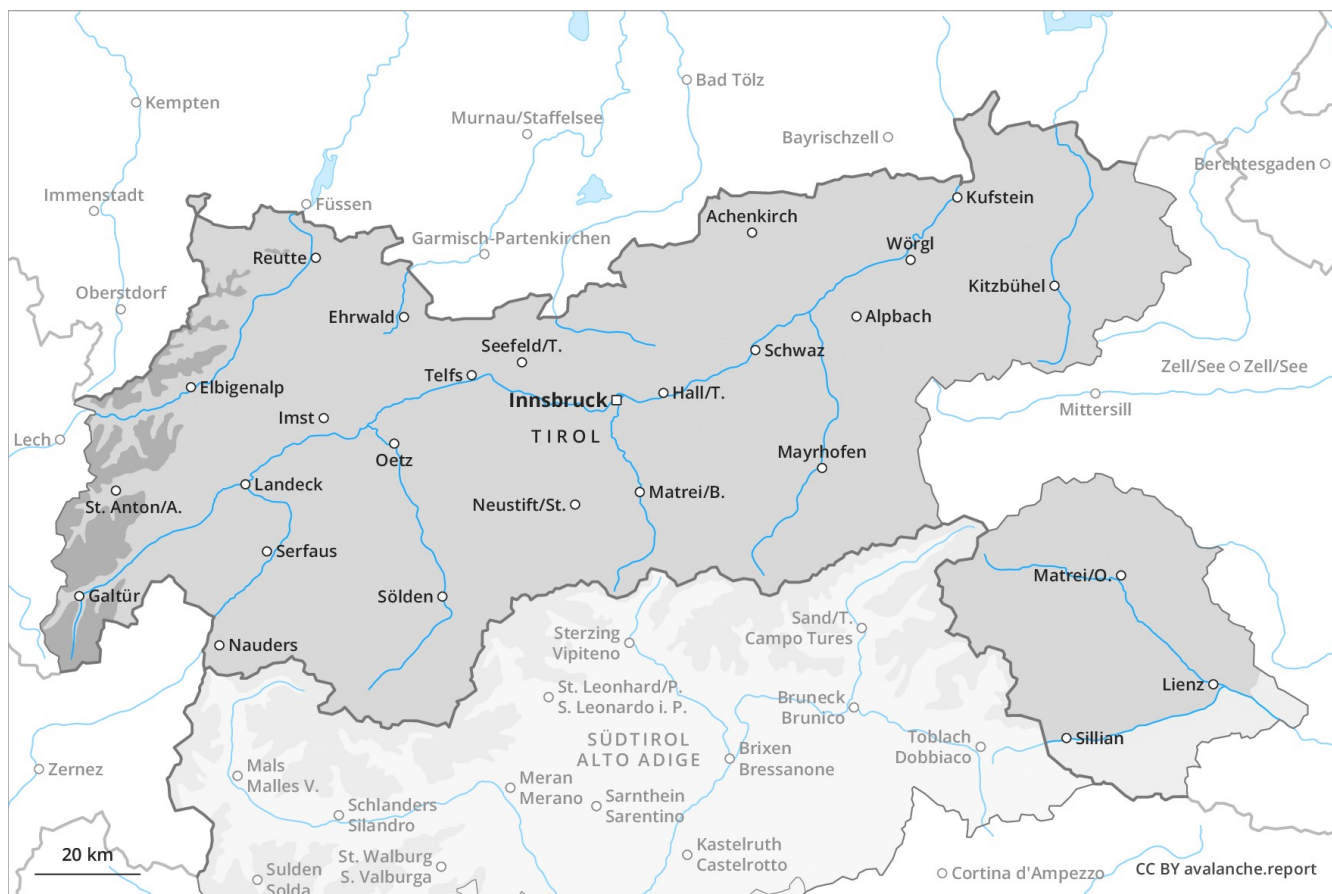 Bad Tölz
Kempten
Murnau/Staffelsee
Bayrischzell
Berchtesgaden
Immenstadt
Füssen
Kufstein
Achenkirch
Garmisch-Partenkirchen
Wörgl
Reutte
Kitzbühel
Oberstdorf
Ehrwald
Alpbach
Seefeld/T.
Schwaz
Telfs
Zell/See
Zell/See
Elbigenalp
Innsbruck
Hall/T.
Mittersill
Imst
TIROL
Lech
Oetz
Mayrhofen
Landeck
Matrei/B.
St. Anton/A.
Neustift/St.
Serfaus
Matrei/O.
Galtür
Sölden
Sand/T.
Campo Tures
Sterzing
Vipiteno
Nauders
Lienz
St. Leonhard/P.
S. Leonardo i. P.
Bruneck
Brunico
SÜDTIROL
ALTO ADIGE
Toblach
Dobbiaco
Sillian
Brixen
Bressanone
Zernez
Mals
Malles V.
Meran
Merano
Sarnthein
Sarentino
Schlanders
Silandro
20 km
St. Walburg
S. Valburga
Kastelruth
Castelrotto
Sulden
Solda
Cortina d'Ampezzo
CC BY avalanche.report